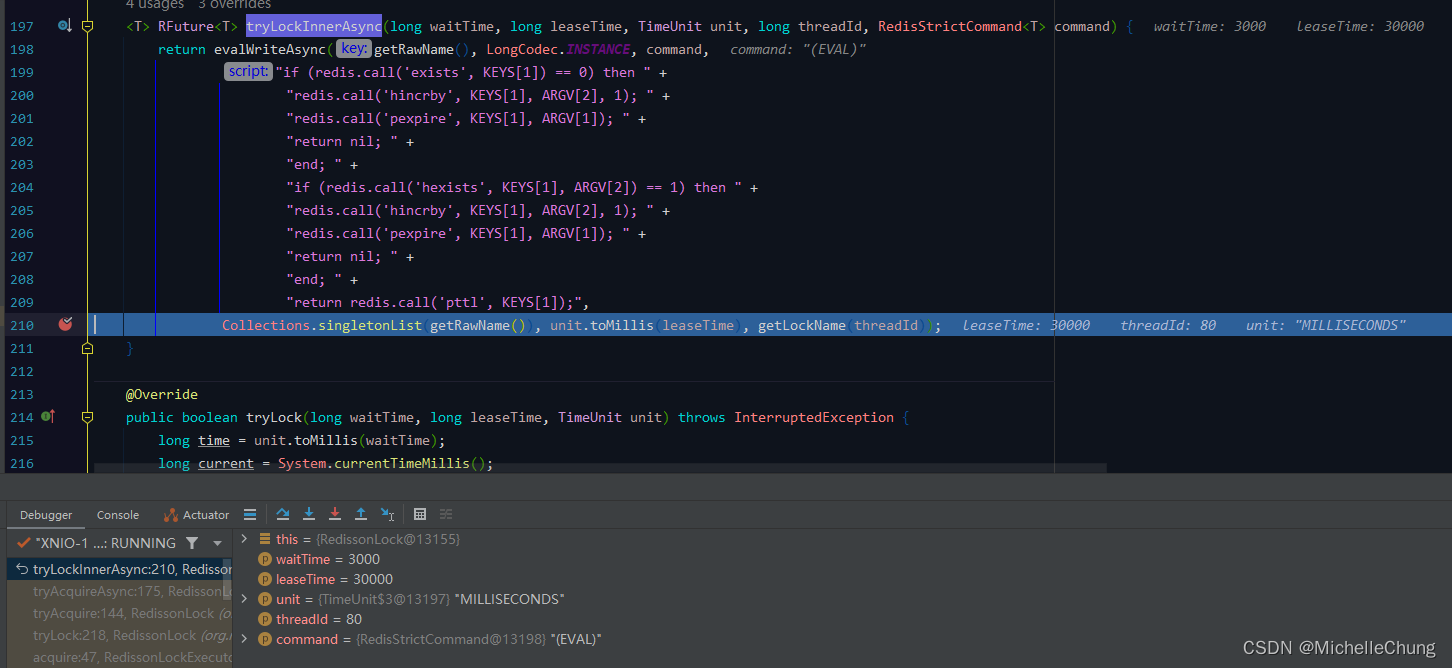 4 usages 3 overrides
197 <T> RFuture<T> tryLockInnerAsync(long waitTime, long leaseTime, TimeUnit unit, long threadId, RedisStrictCommand<T> command) { waitTime: 3000 leaseTime: 30000
198 return evalWriteAsync( key: getRawName(), LongCodec.INSTANCE, command, command: "(EVAL)"
199 script: "if (redis.call('exists', KEYS[1]) == 0) then " +
200 "redis.call('hincrby', KEYS[1], ARGV[2], 1); " +
201 "redis.call('pexpire', KEYS[1], ARGV[1]); " +
202 "return nil; " +
203 "end; " +
204 "if (redis.call('hexists', KEYS[1], ARGV[2]) == 1) then " +
205 "redis.call('hincrby', KEYS[1], ARGV[2], 1); " +
206 "redis.call('pexpire', KEYS[1], ARGV[1]); " +
207 "return nil; " +
208 "end; " +
209 "return redis.call('pttl', KEYS[1]);",
210 Collections.singletonList(getRawName()), unit.toMillis(leaseTime), getLockName(threadId)); leaseTime: 30000 threadId: 80 unit: "MILLISECONDS"
211 }
212
213 @Override
214 public boolean tryLock(long waitTime, long leaseTime, TimeUnit unit) throws InterruptedException {
215 long time = unit.toMillis(waitTime);
216 long current = System.currentTimeMillis();
Debugger Console Actuator
"XNIO-1 ...: RUNNING
tryLockInnerAsync:210, Redisson
tryAcquireAsync:175, RedissonL
tryAcquire:144, RedissonLock (o
tryLock:218, RedissonLock (org.
acquire:47, RedissonLockExecuto
this = {RedissonLock@13155}
waitTime = 3000
leaseTime = 30000
unit = {TimeUnit$3@13197} "MILLISECONDS"
threadId = 80
command = {RedisStrictCommand@13198} "(EVAL)"
CSDN @MichelleChung